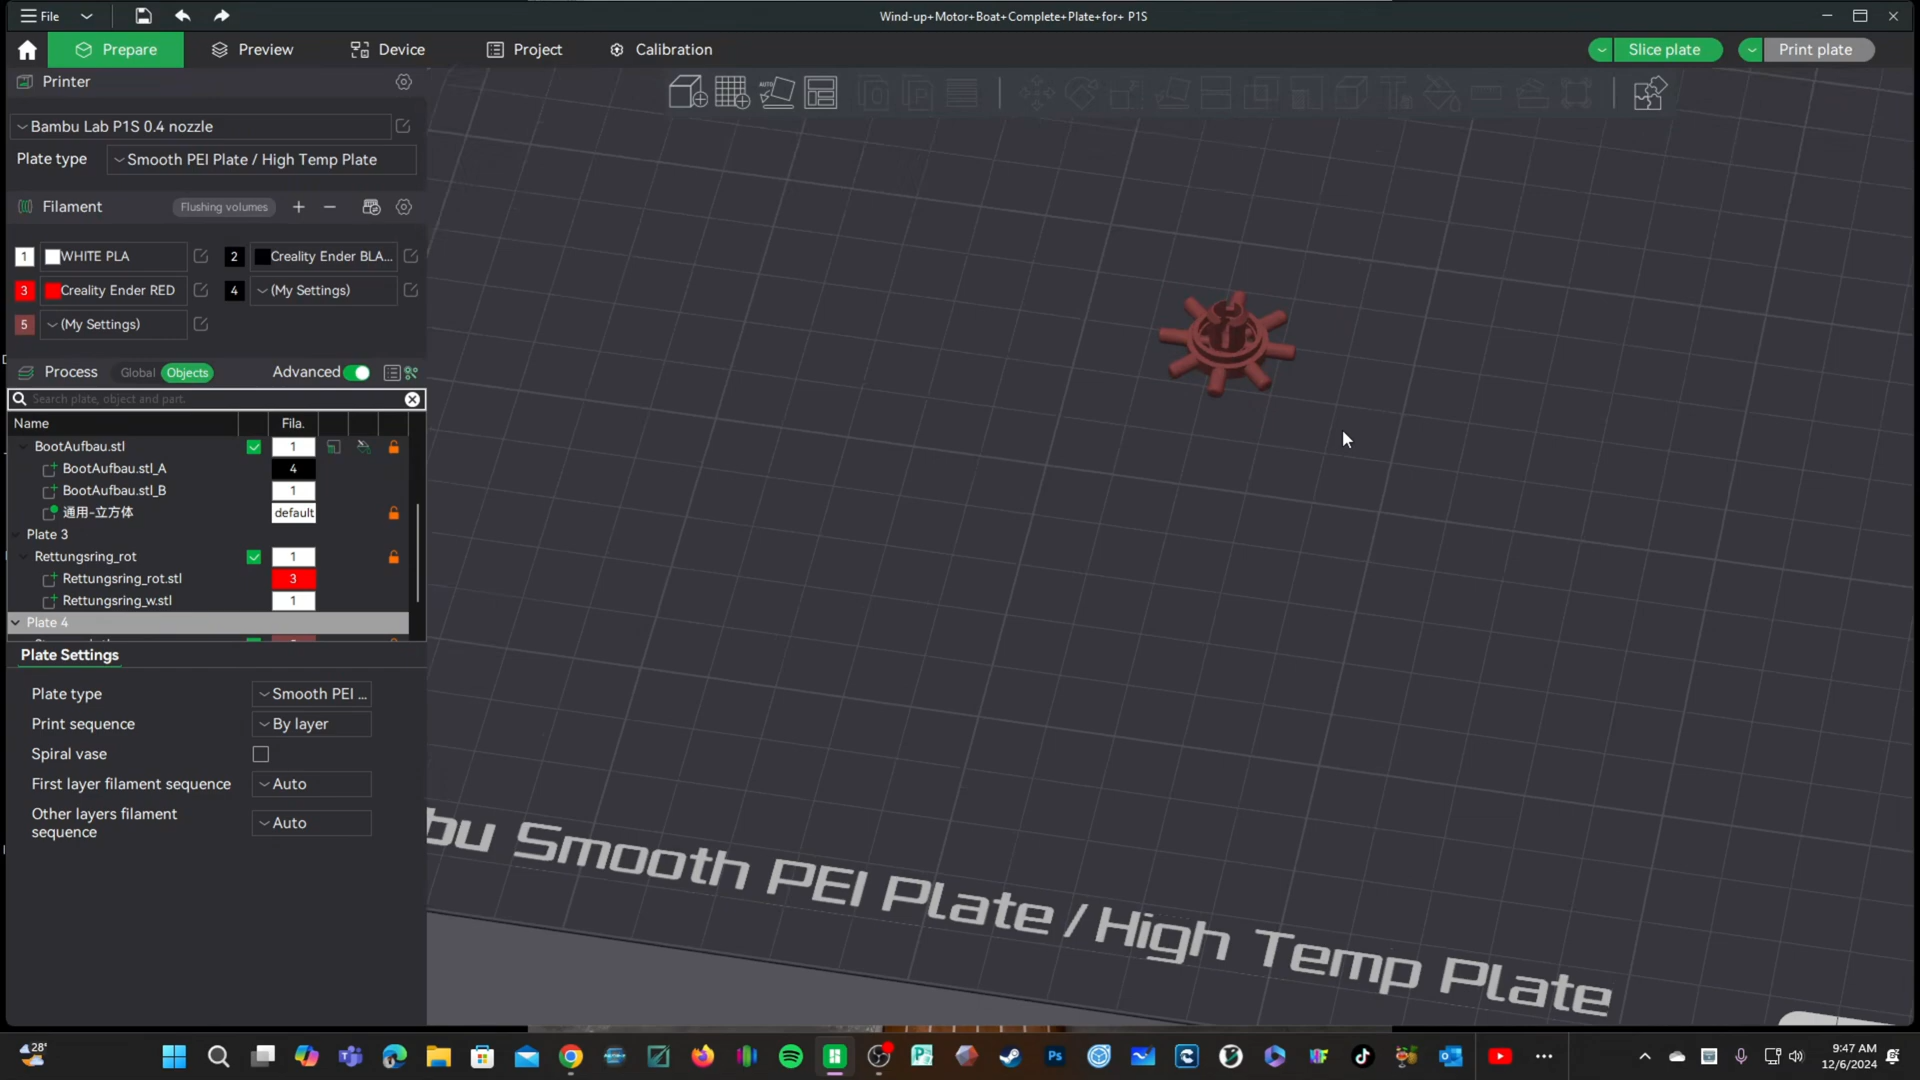 File
Wind-up+Motor+Boat+Complete+Plate+for+ P1S
Prepare
Preview
Device
Project
Calibration
Slice plate
Print plate
Printer
Bambu Lab P1S 0.4 nozzle
Plate type
Smooth PEI Plate / High Temp Plate
Filament
Flushing volumes
1
WHITE PLA
2
Creality Ender BLA...
3
Creality Ender RED
4
(My Settings)
5
(My Settings)
Process
Global
Objects
Advanced
Search plate, object and part.
Name
Fila.
BootAufbau.stl
1
BootAufbau.stl_A
4
BootAufbau.stl_B
1
通用-立方体
default
Plate 3
Rettungsring_rot
1
Rettungsring_rot.stl
3
Rettungsring_w.stl
1
Plate 4
Plate Settings
Plate type
Smooth PEI ...
Print sequence
By layer
Spiral vase
First layer filament sequence
Auto
Other layers filament
sequence
Auto
AUTO
bu Smooth PEI Plate / High Temp Plate
28°
9:47 AM
12/6/2024